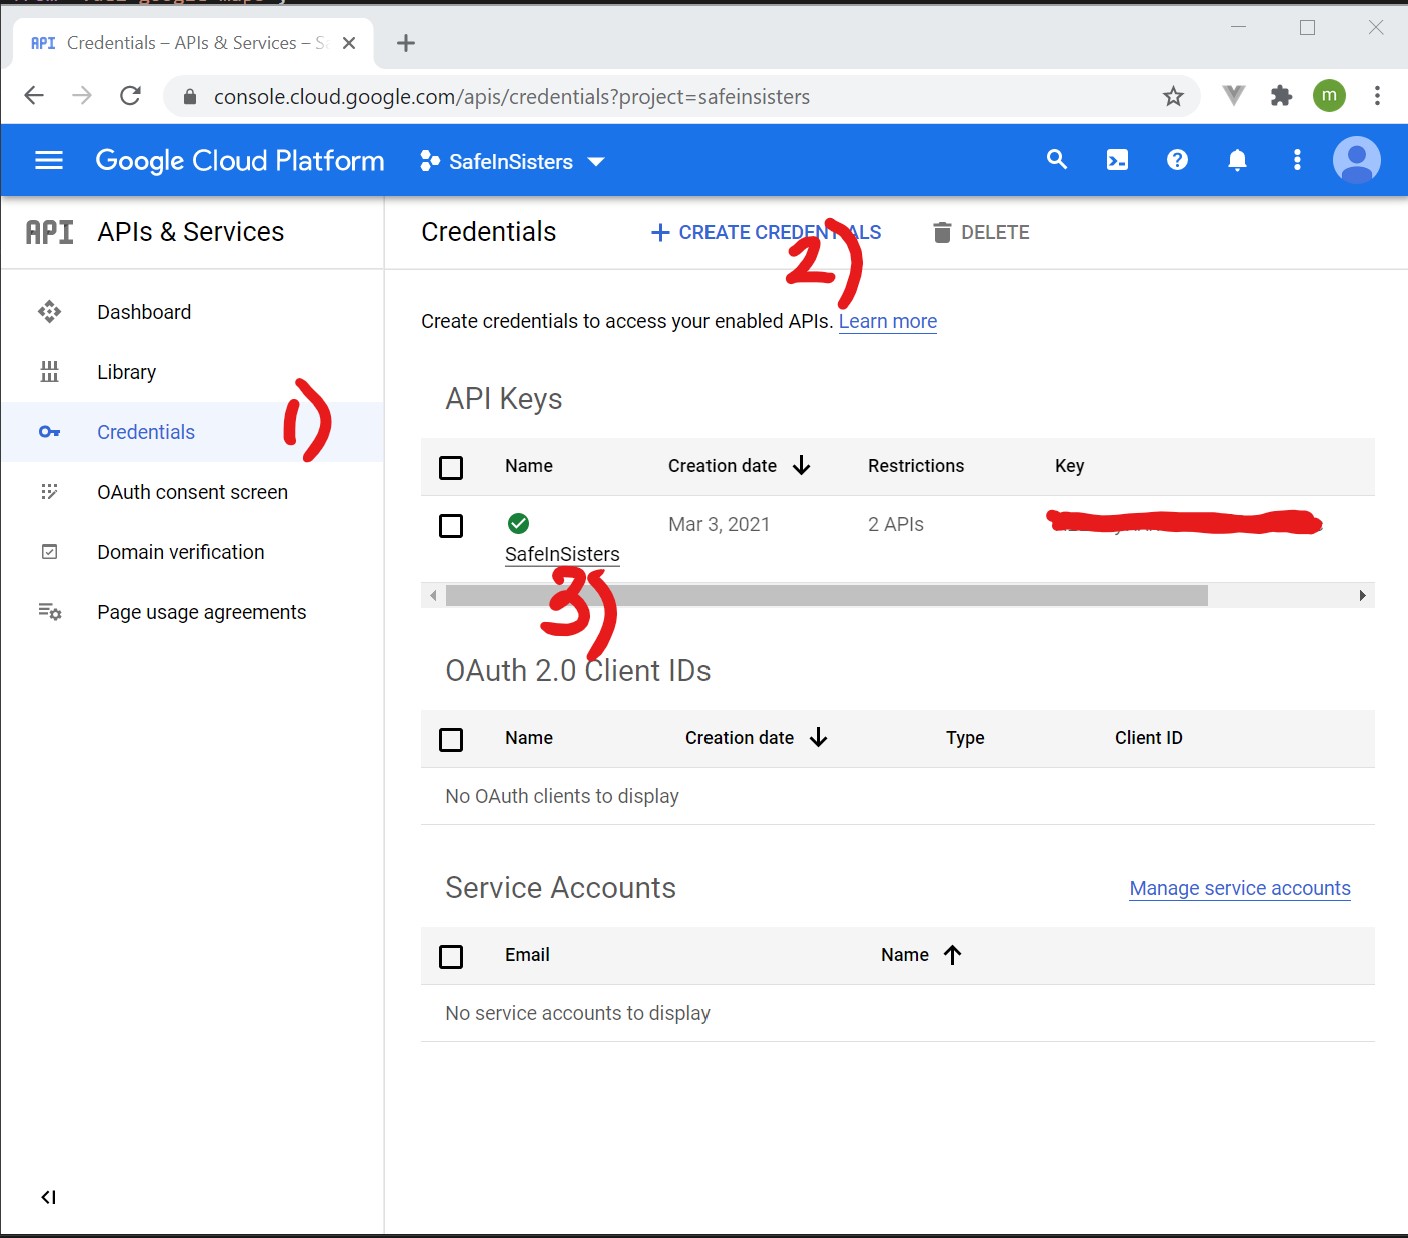 API Credentials – APIs & Services – S
console.cloud.google.com/apis/credentials?project=safeinsisters
m
Google Cloud Platform
SafeInSisters
API APIs & Services
Credentials
CREATE CREDENTIALS
DELETE
2)
Dashboard
Library
Credentials
1)
OAuth consent screen
Domain verification
Page usage agreements
Create credentials to access your enabled APIs. Learn more
API Keys
Name Creation date Restrictions Key
Mar 3, 2021 2 APIs
SafeInSisters
3)
OAuth 2.0 Client IDs
Name Creation date Type Client ID
No OAuth clients to display
Service Accounts
Manage service accounts
Email Name
No service accounts to display